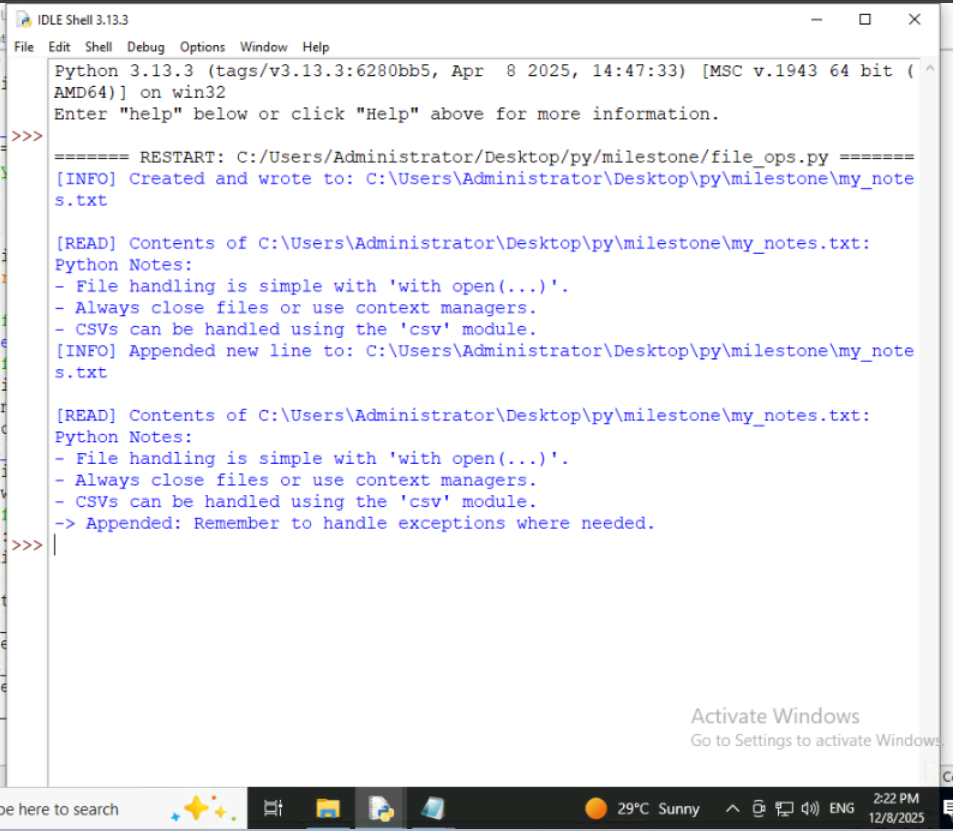 IDLE Shell 3.13.3
File Edit Shell Debug Options Window Help
Python 3.13.3 (tags/v3.13.3:6280bb5, Apr  8 2025, 14:47:33) [MSC v.1943 64 bit (
AMD64)] on win32
Enter "help" below or click "Help" above for more information.
>>>
======= RESTART: C:/Users/Administrator/Desktop/py/milestone/file_ops.py =======
[INFO] Created and wrote to: C:\Users\Administrator\Desktop\py\milestone\my_note
s.txt
[READ] Contents of C:\Users\Administrator\Desktop\py\milestone\my_notes.txt:
Python Notes:
- File handling is simple with 'with open(...)'.
- Always close files or use context managers.
- CSVs can be handled using the 'csv' module.
[INFO] Appended new line to: C:\Users\Administrator\Desktop\py\milestone\my_note
s.txt
[READ] Contents of C:\Users\Administrator\Desktop\py\milestone\my_notes.txt:
Python Notes:
- File handling is simple with 'with open(...)'.
- Always close files or use context managers.
- CSVs can be handled using the 'csv' module.
-> Appended: Remember to handle exceptions where needed.
>>>
Activate Windows
Go to Settings to activate Windows.
pe here to search
29°C Sunny
ENG
2:22 PM
12/8/2025